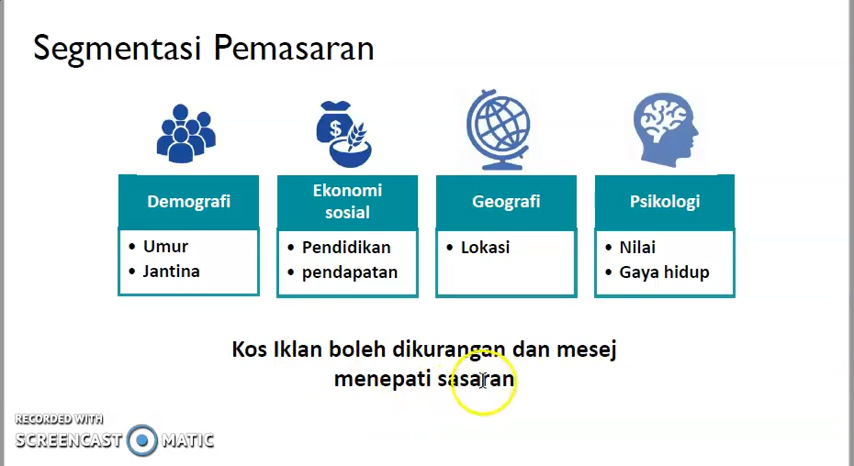 Segmentasi Pemasaran
$
Demografi
• Umur
• Jantina
Ekonomi
sosial
• Pendidikan
• pendapatan
Geografi
• Lokasi
Psikologi
• Nilai
• Gaya hidup
Kos Iklan boleh dikurangan dan mesej
menepati sasaran
RECORDED WITH
SCREENCAST MATIC